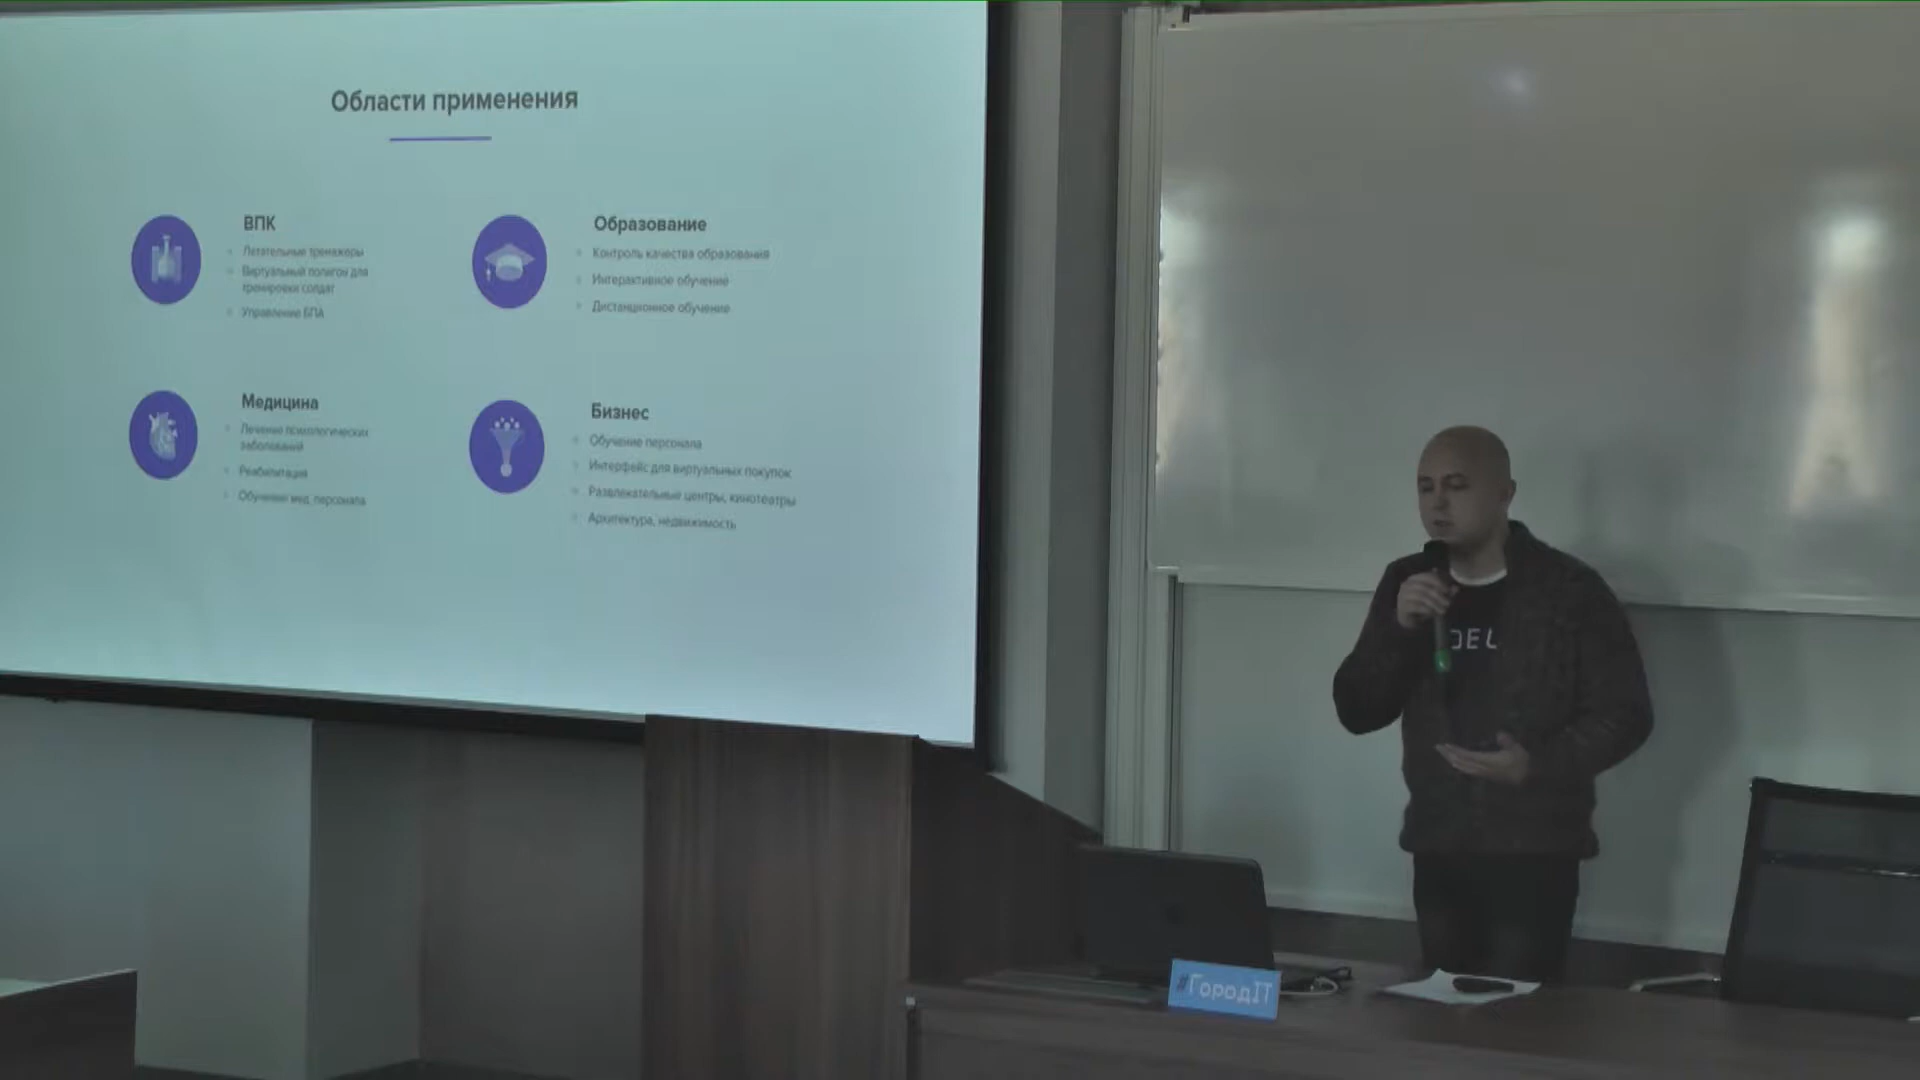 Области применения
ВПК
Летательные тренажеры
Виртуальный полигон для
тренировки солдат
Управление БПА
Образование
Контроль качества образования
Интерактивное обучение
Дистанционное обучение
Медицина
Лечение психологических
заболеваний
Реабилитация
Обучение мед. персонала
Бизнес
Обучение персонала
Интерфейс для виртуальных покупок
Развлекательные центры, кинотеатры
Архитектура, недвижимость
DEL
#ГородIT